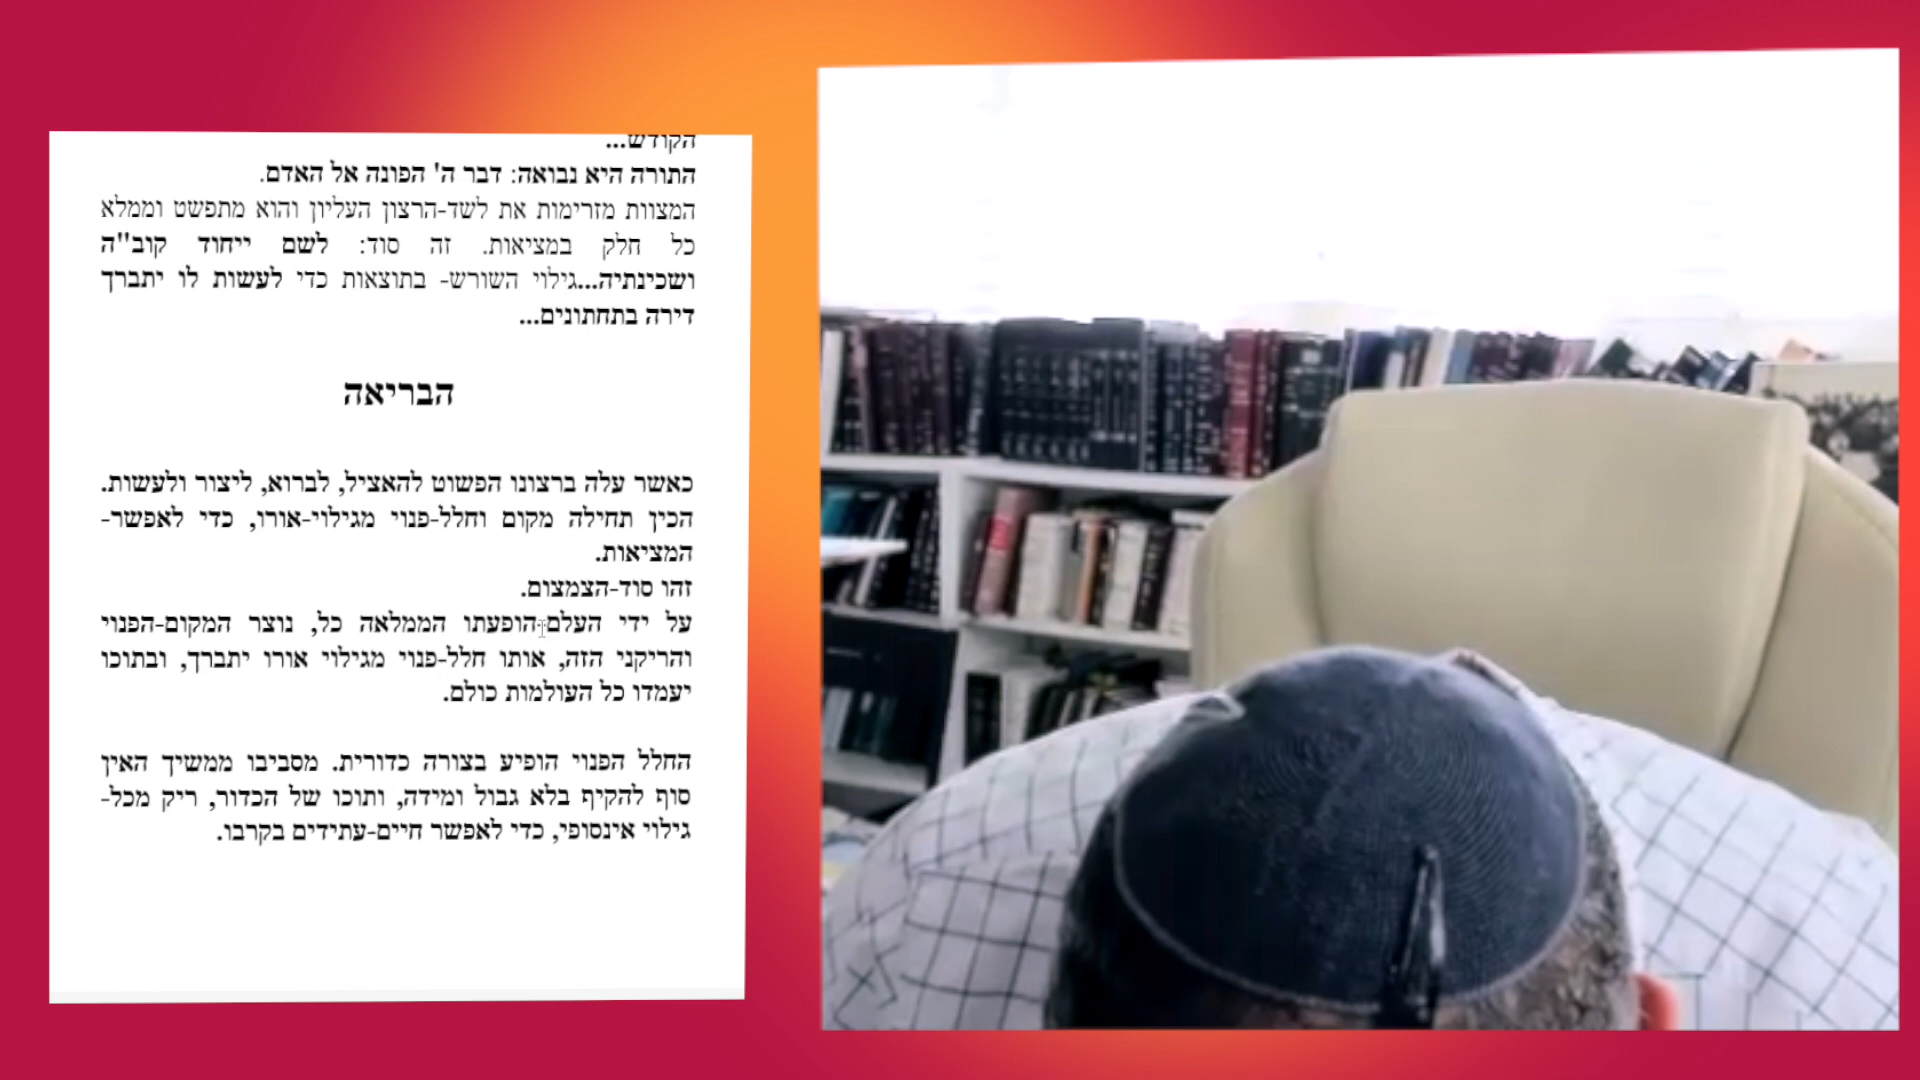 הקודש...
התורה היא נבואה: דבר ה' הפונה אל האדם.
המצוות מזרימות את לשד-הרצון העליון והוא מתפשט וממלא
כל חלק במציאות. זה סוד: לשם ייחוד קוב"ה
ושכינתיה...גילוי השורש- בתוצאות כדי לעשות לו יתברך
דירה בתחתונים...
הבריאה
כאשר עלה ברצונו הפשוט להאציל, לברוא, ליצור ולעשות.
הכין תחילה מקום וחלל-פנוי מגילוי-אורו, כדי לאפשר-
המציאות.
זהו סוד-הצמצום.
על ידי העלם-הופעתו הממלאה כל, נוצר המקום-הפנוי
והריקני הזה, אותו חלל-פנוי מגילוי אורו יתברך, ובתוכו
יעמדו כל העולמות כולם.
החלל הפנוי הופיע בצורה כדורית. מסביבו ממשיך האין
סוף להקיף בלא גבול ומידה, ותוכו של הכדור, ריק מכל-
גילוי אינסופי, כדי לאפשר חיים-עתידים בקרבו.